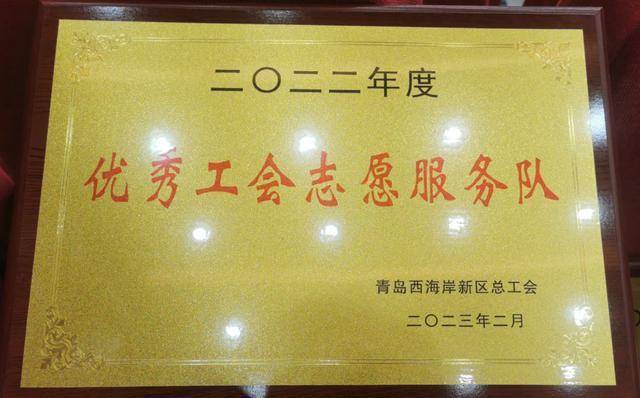 二〇二二年度
优秀工会志愿服务队
青岛西海岸新区总工会
二〇二三年二月